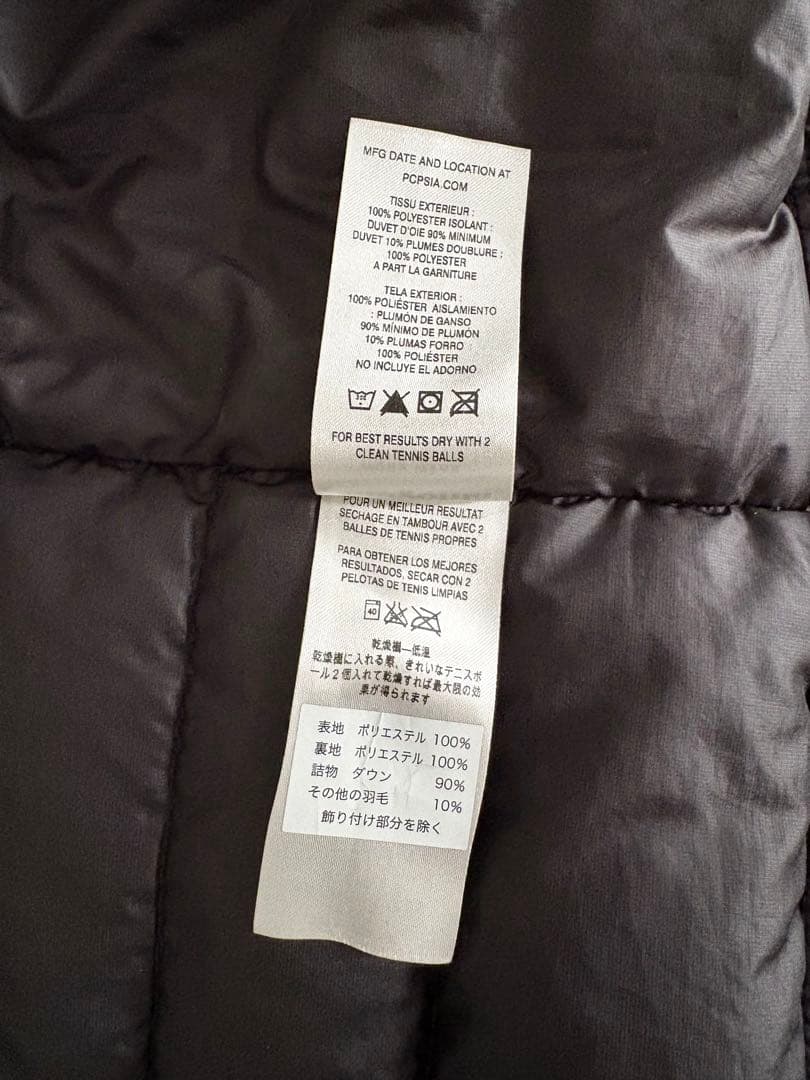 MFG DATE AND LOCATION AT
PCPSIA.COM
TISSU EXTERIEUR :
100% POLYESTER ISOLANT :
DUVET D'OIE 90% MINIMUM
DUVET 10% PLUMES DOUBLURE :
100% POLYESTER
A PART LA GARNITURE
TELA EXTERIOR :
100% POLIÉSTER AISLAMIENTO
: PLUMÓN DE GANSO
90% MÍNIMO DE PLUMÓN
10% PLUMAS FORRO :
100% POLIÉSTER
NO INCLUYE EL ADORNO
FOR BEST RESULTS DRY WITH 2
CLEAN TENNIS BALLS
POUR UN MEILLEUR RESULTAT
SECHAGE EN TAMBOUR AVEC 2
BALLES DE TENNIS PROPRES
PARA OBTENER LOS MEJORES
RESULTADOS, SECAR CON 2
PELOTAS DE TENIS LIMPIAS
40
乾燥機—低温
乾燥機に入れる際、きれいなテニスボ
ール2個入れて乾燥すれば最大限の効
果が得られます
表地 ポリエステル 100%
裏地 ポリエステル 100%
詰物 ダウン 90%
その他の羽毛 10%
飾り付け部分を除く